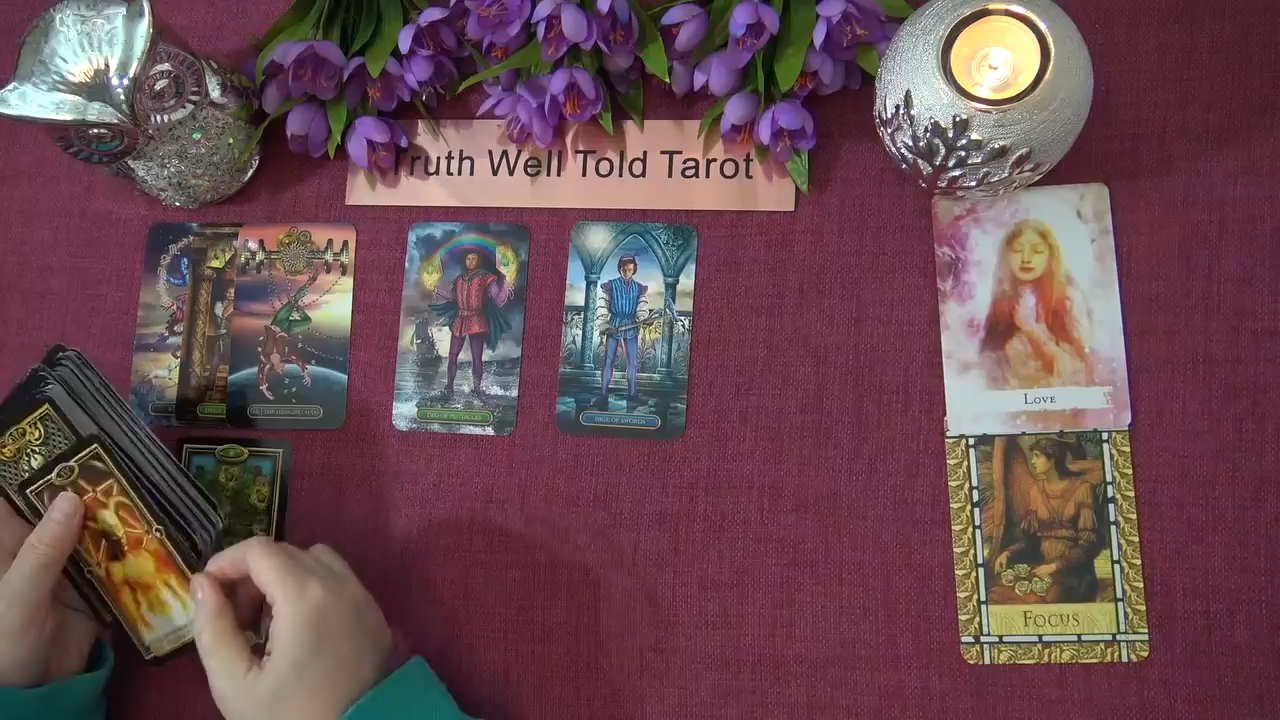 Truth Well Told Tarot
XII | THE HANGING MAN
TWO OF PENTACLES
PAGE OF SWORDS
LOVE
FOCUS